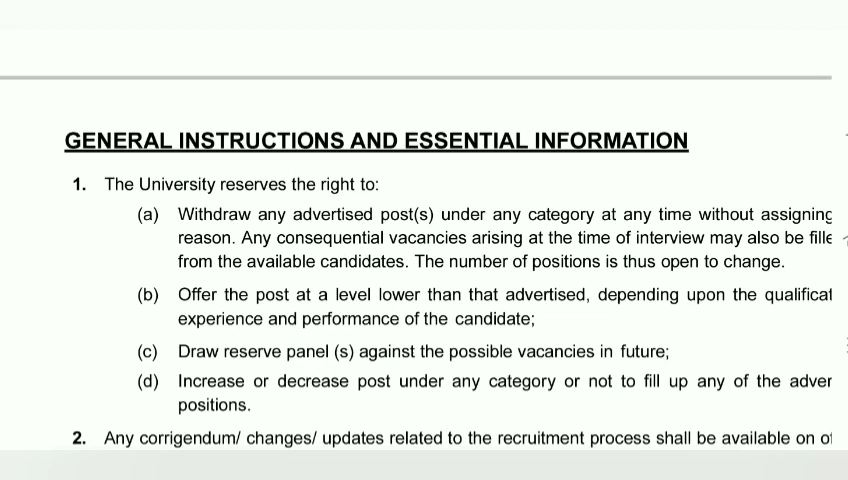 GENERAL INSTRUCTIONS AND ESSENTIAL INFORMATION
1. The University reserves the right to:
(a) Withdraw any advertised post(s) under any category at any time without assigning
reason. Any consequential vacancies arising at the time of interview may also be fille
from the available candidates. The number of positions is thus open to change.
(b) Offer the post at a level lower than that advertised, depending upon the qualificat
experience and performance of the candidate;
(c) Draw reserve panel (s) against the possible vacancies in future;
(d) Increase or decrease post under any category or not to fill up any of the adver
positions.
2. Any corrigendum/ changes/ updates related to the recruitment process shall be available on